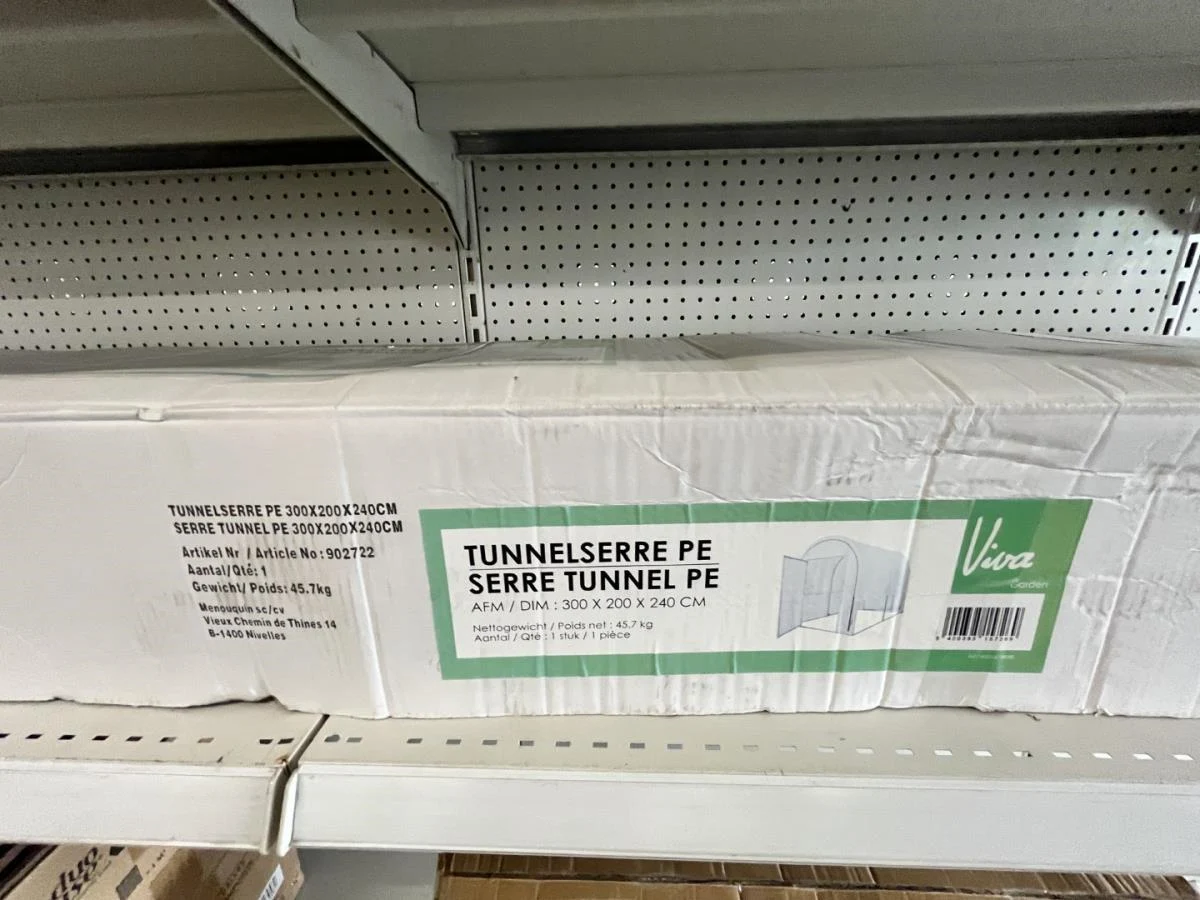 TUNNELSERRE PE 300X200X240CM
SERRE TUNNEL PE 300X200X240CM
Artikel Nr / Article No : 902722
Aantal/Qté: 1
Gewicht/ Poids: 45.7kg
Menouquin sc/cv
Vieux Chemin de Thines 14
B-1400 Nivelles
TUNNELSERRE PE
SERRE TUNNEL PE
AFM / DIM : 300 X 200 X 240 CM
Nettogewicht / Poids net : 45,7 kg
Aantal / Qté : 1 stuk / 1 pièce
Viva
Garden
duo